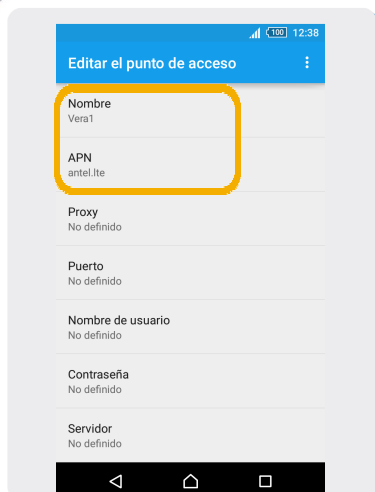 100 12:38
Editar el punto de acceso
Nombre
Vera1
APN
antel.lte
Proxy
No definido
Puerto
No definido
Nombre de usuario
No definido
Contraseña
No definido
Servidor
No definido